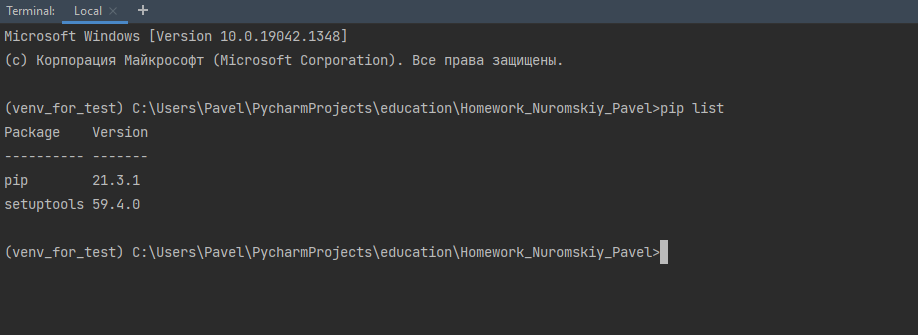 Terminal: Local × +
Microsoft Windows [Version 10.0.19042.1348]
(c) Корпорация Майкрософт (Microsoft Corporation). Все права защищены.
(venv_for_test) C:\Users\Pavel\PycharmProjects\education\Homework_Nuromskiy_Pavel>pip list
Package    Version
---------- -------
pip        21.3.1
setuptools 59.4.0
(venv_for_test) C:\Users\Pavel\PycharmProjects\education\Homework_Nuromskiy_Pavel>